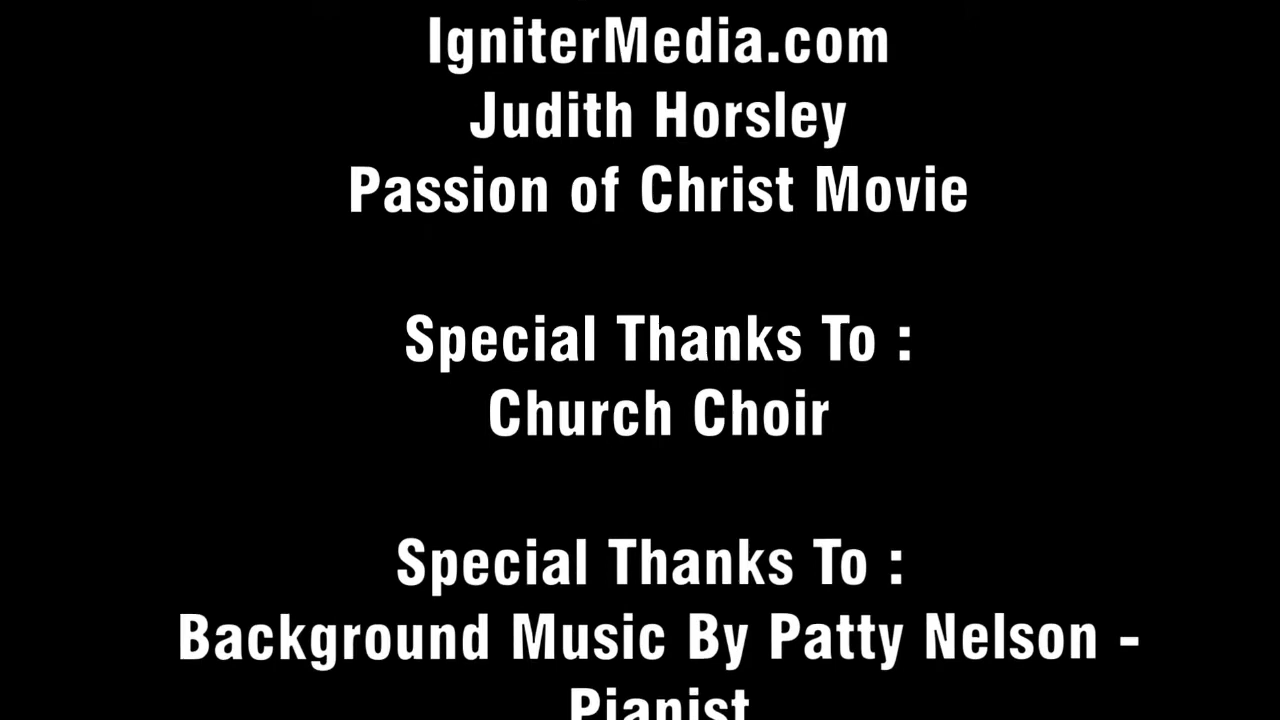 IgniterMedia.com
Judith Horsley
Passion of Christ Movie
Special Thanks To :
Church Choir
Special Thanks To :
Background Music By Patty Nelson -
Pianist